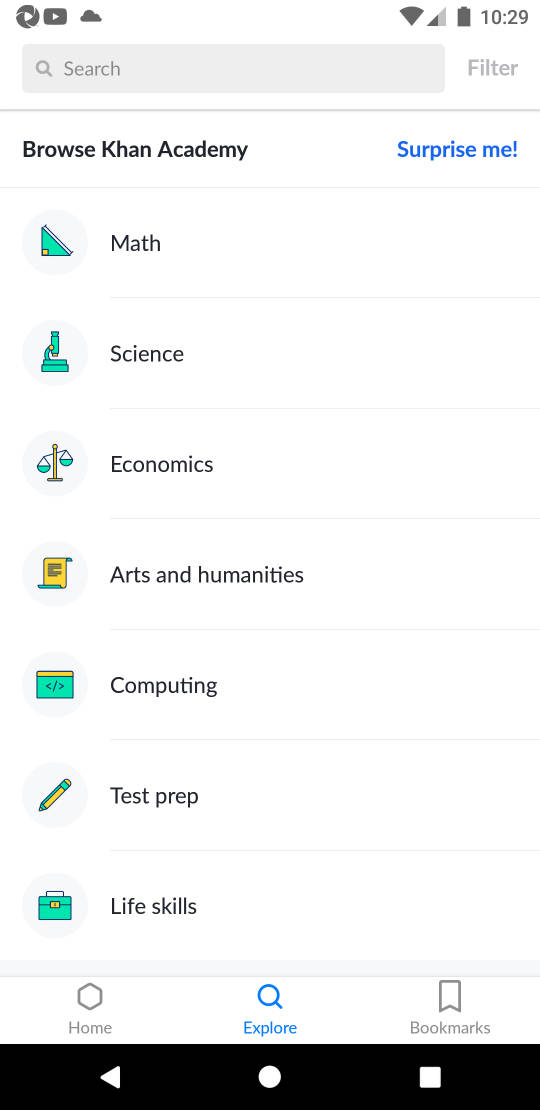 10:29
Search
Filter
Browse Khan Academy
Surprise me!
Math
Science
Economics
Arts and humanities
</>
Computing
Test prep
Life skills
Home
Explore
Bookmarks